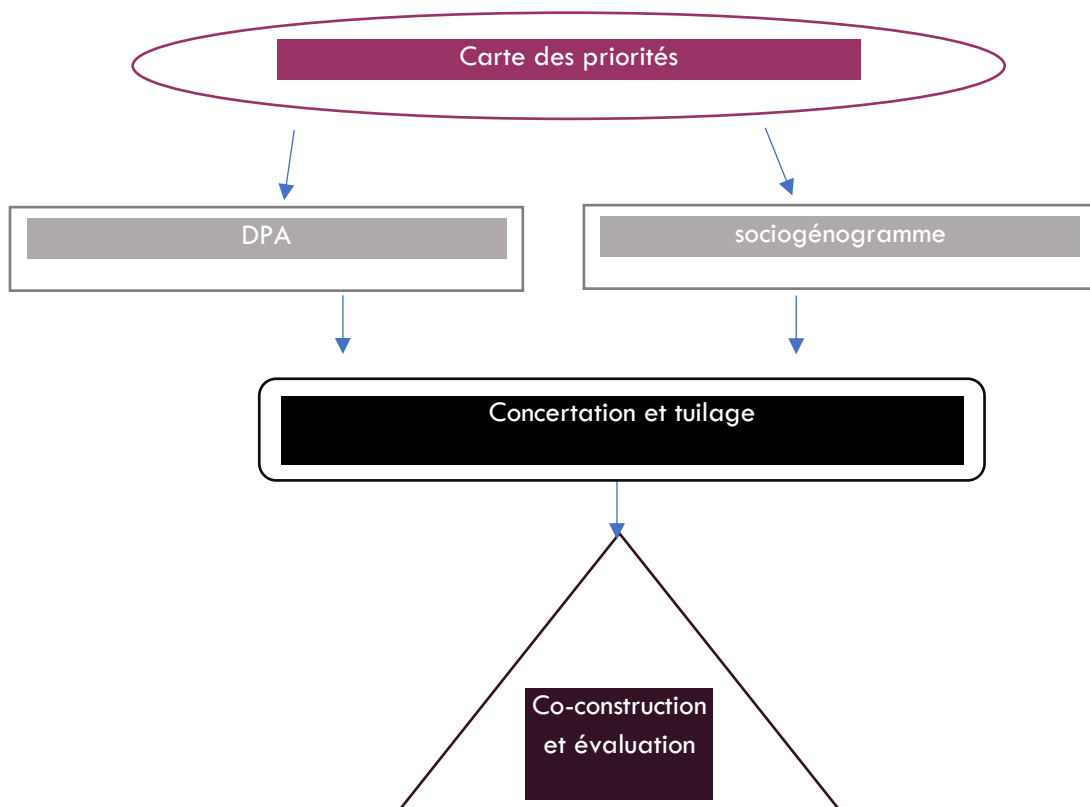 Carte des priorités
DPA
sociogénogramme
Concertation et tuilage
Co-construction
et évaluation